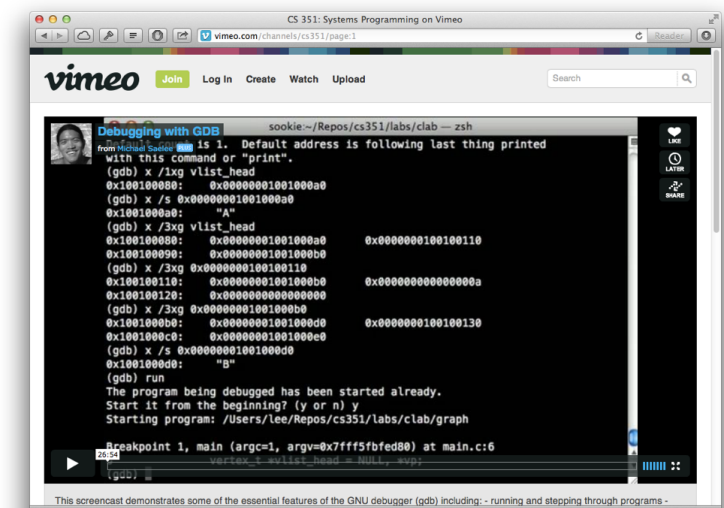 CS 351: Systems Programming on Vimeo
vimeo.com/channels/cs351/page:1
Reader
vimeo
Join
Log In
Create
Watch
Upload
Search
sookie:~/Repos/cs351/labs/clab — zsh
Debugging with GDB
from Michael Saelee PLUS
LIKE
LATER
SHARE
Default count is 1. Default address is following last thing printed
with this command or "print".
(gdb) x /1xg vlist_head
0x100100080: 0x00000001001000a0
(gdb) x /s 0x00000001001000a0
0x1001000a0: "A"
(gdb) x /3xg vlist_head
0x100100080: 0x00000001001000a0 0x0000000100100110
0x100100090: 0x00000001001000b0
(gdb) x /3xg 0x0000000100100110
0x100100110: 0x00000001001000b0 0x000000000000000a
0x100100120: 0x0000000000000000
(gdb) x /3xg 0x00000001001000b0
0x1001000b0: 0x00000001001000d0 0x0000000100100130
0x1001000c0: 0x00000001001000e0
(gdb) x /s 0x00000001001000d0
0x1001000d0: "B"
(gdb) run
The program being debugged has been started already.
Start it from the beginning? (y or n) y
Starting program: /Users/lee/Repos/cs351/labs/clab/graph
Breakpoint 1, main (argc=1, argv=0x7fff5fbfed80) at main.c:6
26:54
vertex_t *vlist_head = NULL, *vp;
(gdb)
This screencast demonstrates some of the essential features of the GNU debugger (gdb) including: - running and stepping through programs -